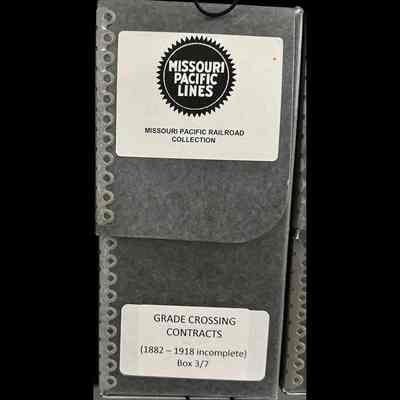 MISSOURI
PACIFIC
LINES
MISSOURI PACIFIC RAILROAD
COLLECTION
GRADE CROSSING
CONTRACTS
(1882 – 1918 incomplete)
Box 3/7